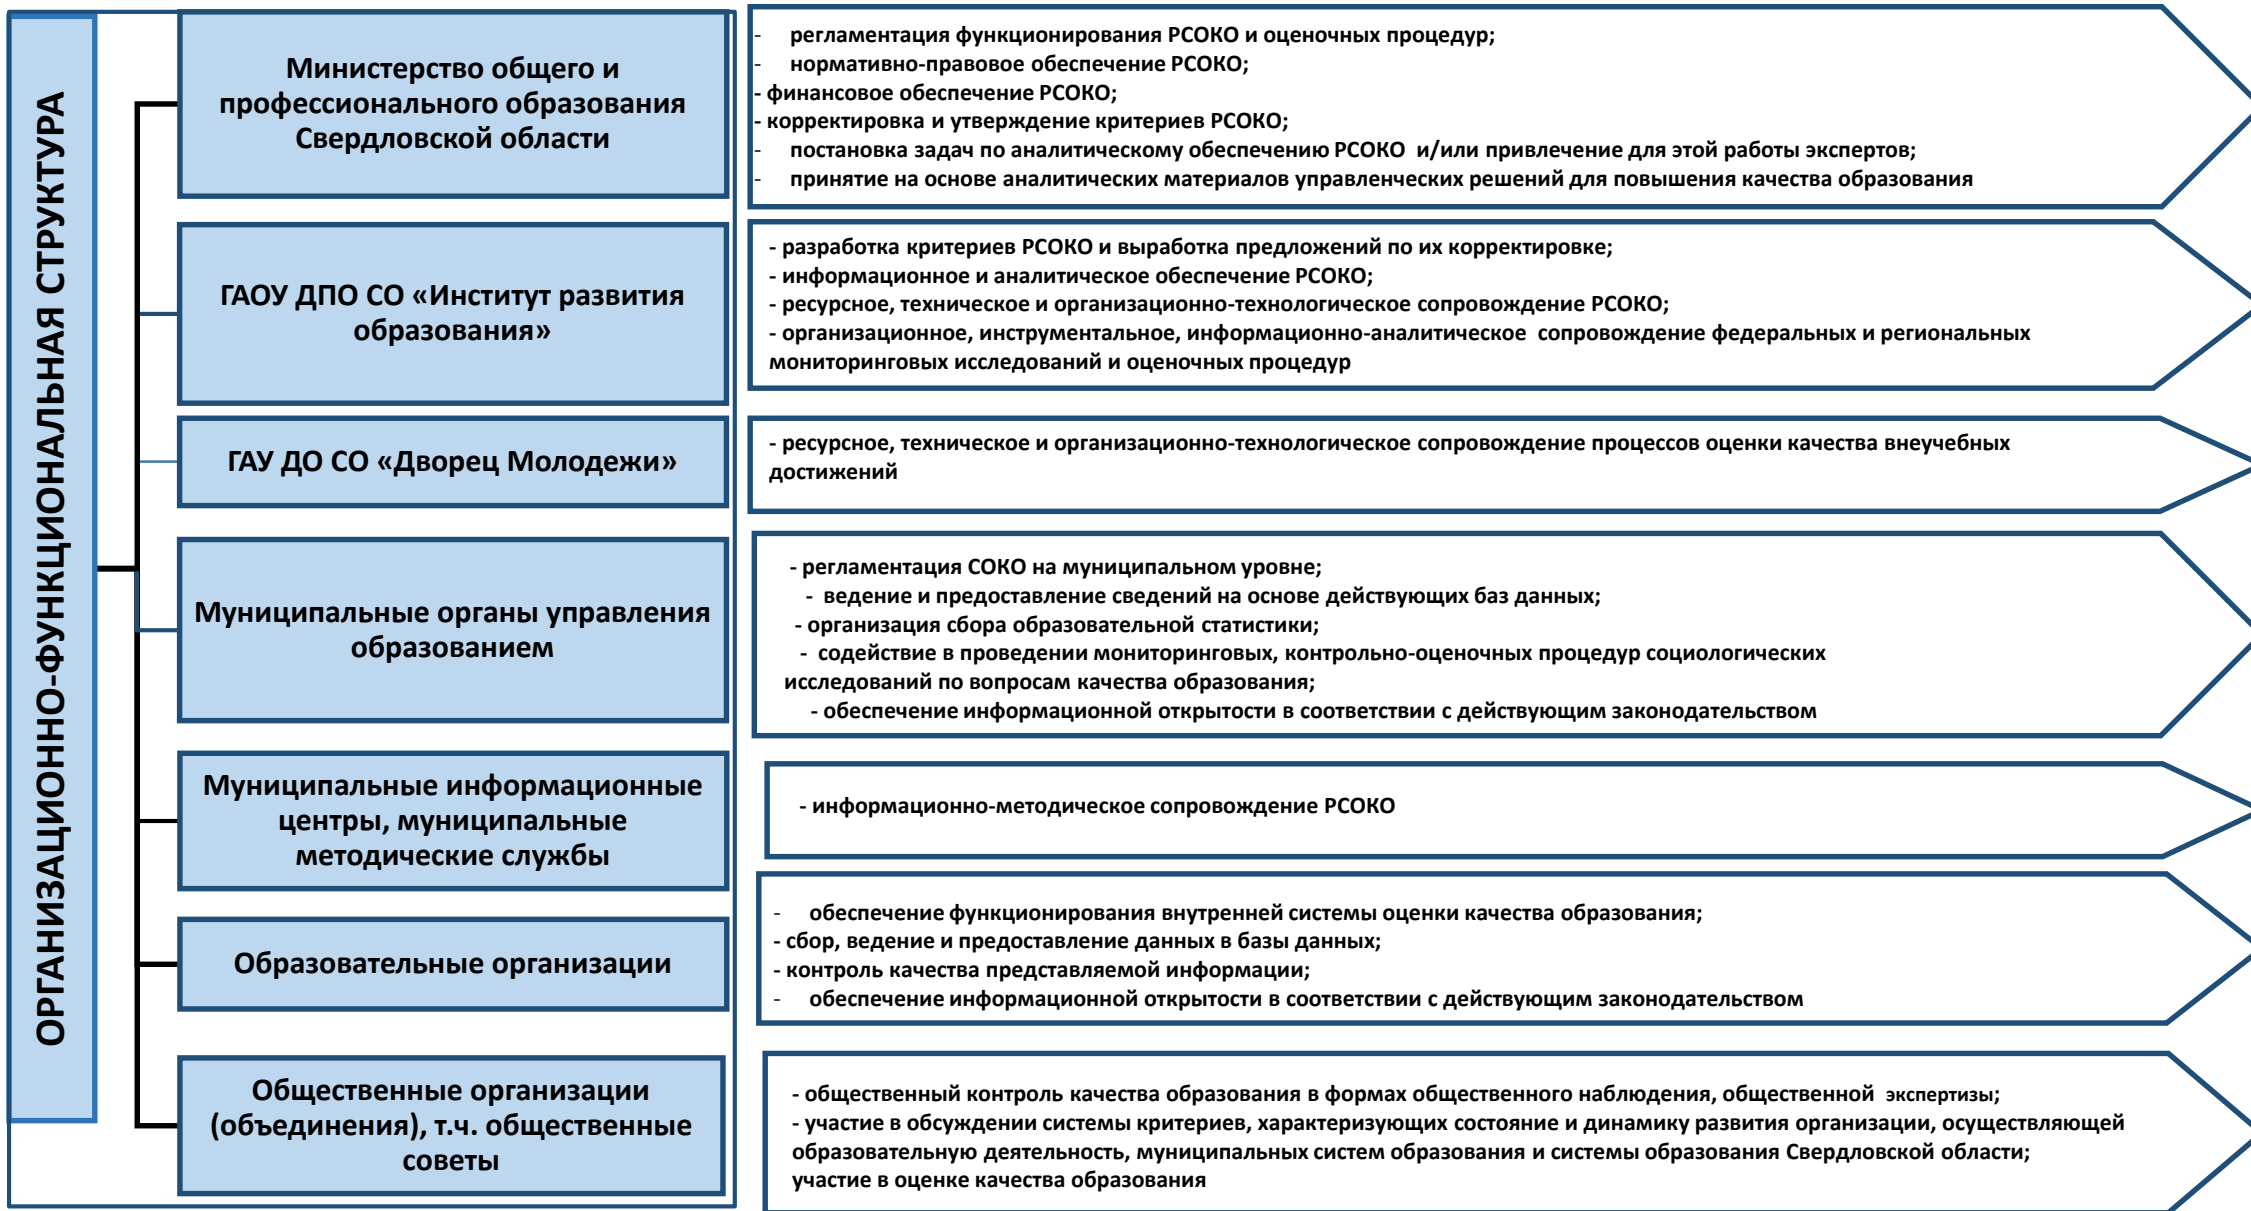 ОРГАНИЗАЦИОННО-ФУНКЦИОНАЛЬНАЯ СТРУКТУРА
Министерство общего и
профессионального образования
Свердловской области
- регламентация функционирования РСОКО и оценочных процедур;
- нормативно-правовое обеспечение РСОКО;
- финансовое обеспечение РСОКО;
- корректировка и утверждение критериев РСОКО;
- постановка задач по аналитическому обеспечению РСОКО и/или привлечение для этой работы экспертов;
- принятие на основе аналитических материалов управленческих решений для повышения качества образования
ГАОУ ДПО СО «Институт развития
образования»
- разработка критериев РСОКО и выработка предложений по их корректировке;
- информационное и аналитическое обеспечение РСОКО;
- ресурсное, техническое и организационно-технологическое сопровождение РСОКО;
- организационное, инструментальное, информационно-аналитическое сопровождение федеральных и региональных
мониторинговых исследований и оценочных процедур
ГАУ ДО СО «Дворец Молодежи»
- ресурсное, техническое и организационно-технологическое сопровождение процессов оценки качества внеучебных
достижений
Муниципальные органы управления
образованием
- регламентация СОКО на муниципальном уровне;
- ведение и предоставление сведений на основе действующих баз данных;
- организация сбора образовательной статистики;
- содействие в проведении мониторинговых, контрольно-оценочных процедур социологических
исследований по вопросам качества образования;
- обеспечение информационной открытости в соответствии с действующим законодательством
Муниципальные информационные
центры, муниципальные
методические службы
- информационно-методическое сопровождение РСОКО
Образовательные организации
- обеспечение функционирования внутренней системы оценки качества образования;
- сбор, ведение и предоставление данных в базы данных;
- контроль качества представляемой информации;
- обеспечение информационной открытости в соответствии с действующим законодательством
Общественные организации
(объединения), т.ч. общественные
советы
- общественный контроль качества образования в формах общественного наблюдения, общественной экспертизы;
- участие в обсуждении системы критериев, характеризующих состояние и динамику развития организации, осуществляющей
образовательную деятельность, муниципальных систем образования и системы образования Свердловской области;
участие в оценке качества образования